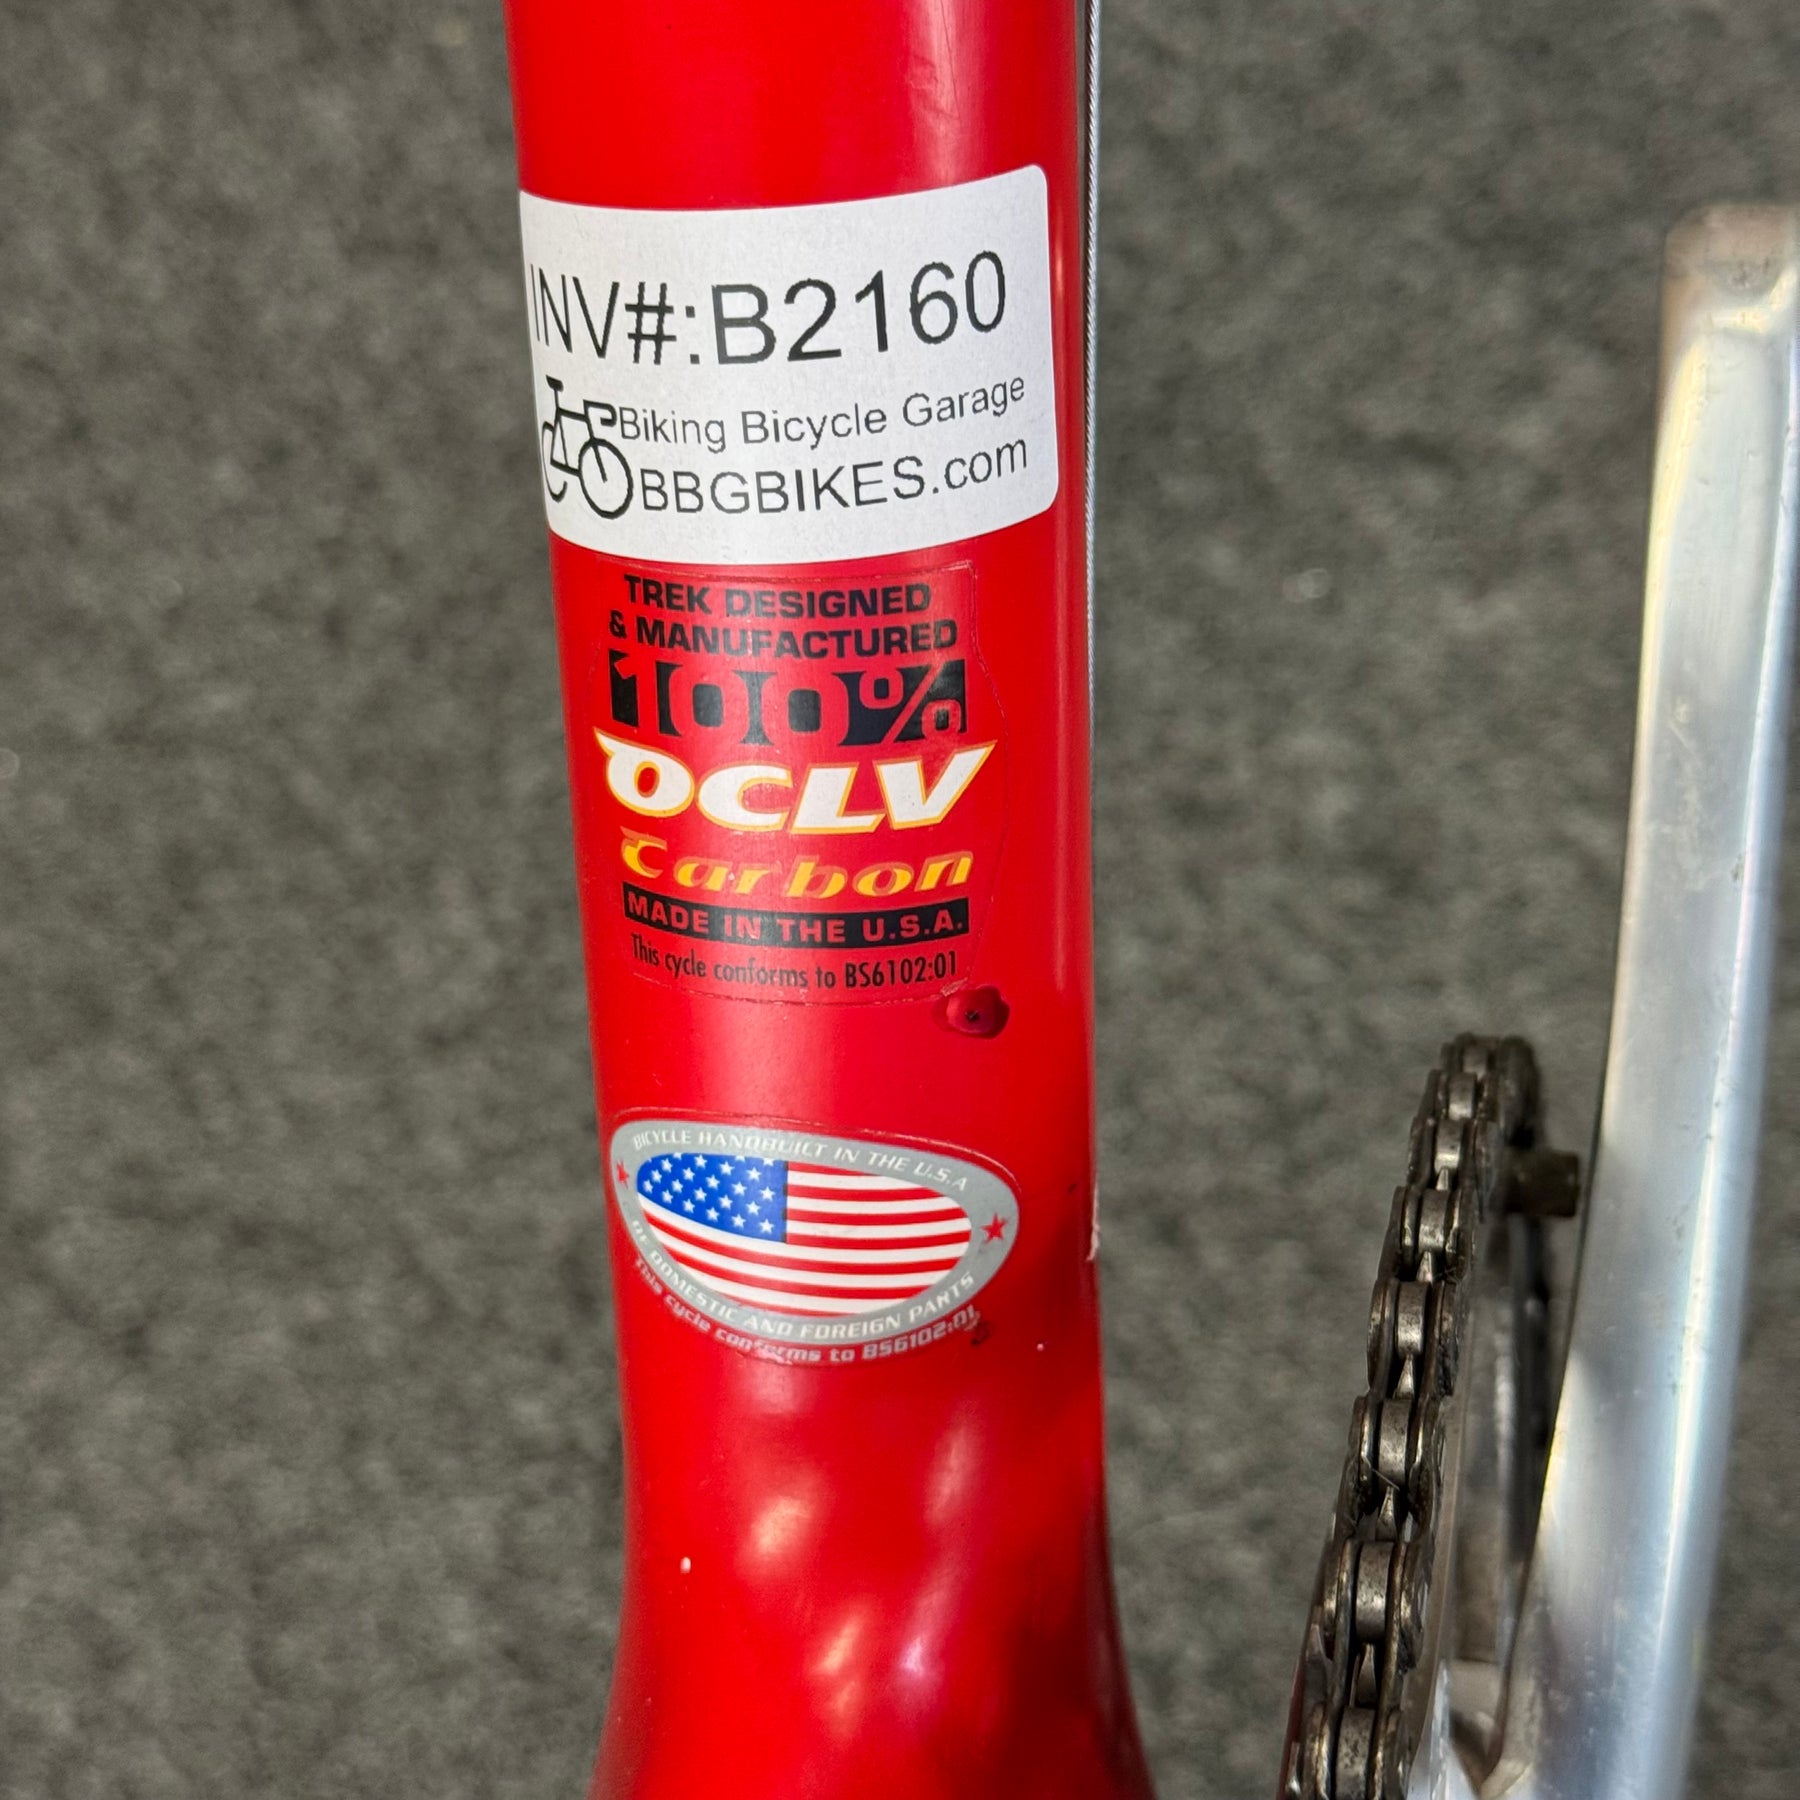 INV#:B2160
Biking Bicycle Garage
BBGBIKES.com
TREK DESIGNED
& MANUFACTURED
100%
OCLV
Carbon
MADE IN THE U.S.A.
This cycle conforms to BS6102:01
BICYCLE HANDBUILT IN THE U.S.A
OF DOMESTIC AND FOREIGN PARTS
This cycle conforms to BS6102:01